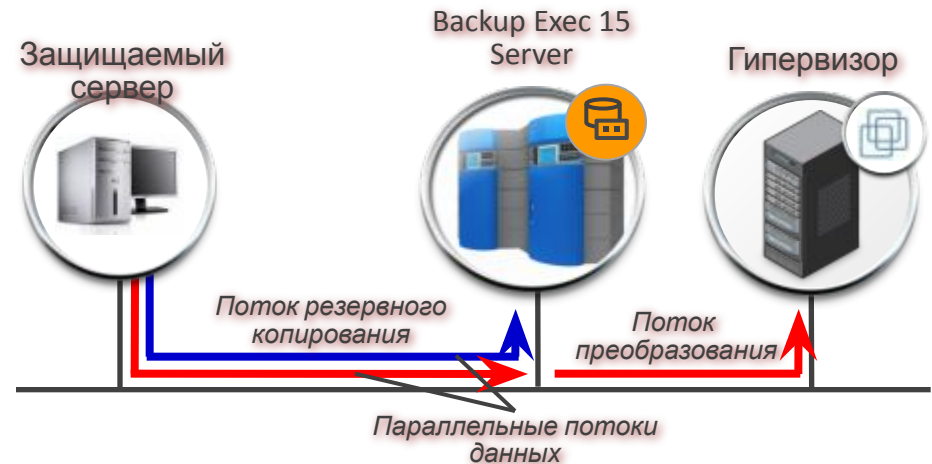 Защищаемый
сервер
Backup Exec 15
Server
Гипервизор
Поток резервного
копирования
Поток
преобразования
Параллельные потоки
данных